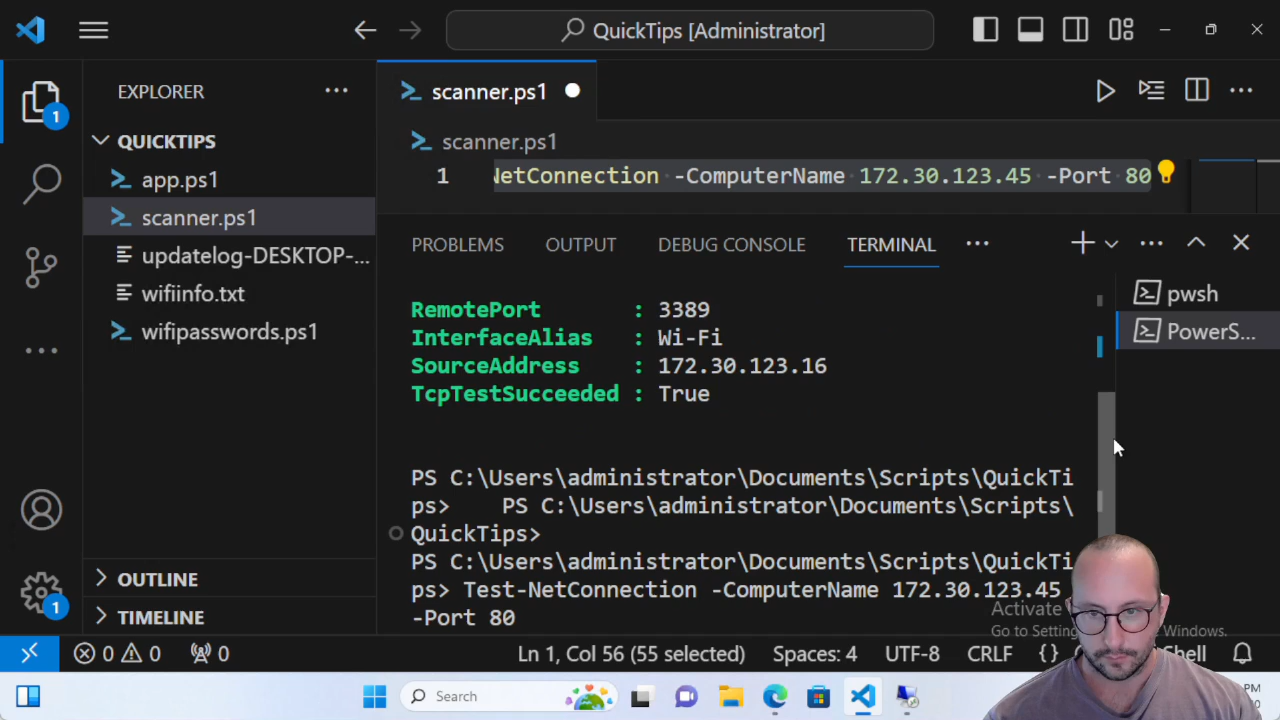 QuickTips [Administrator]
EXPLORER
1
QUICKTIPS
app.ps1
scanner.ps1
updatelog-DESKTOP-...
wifiinfo.txt
wifipasswords.ps1
OUTLINE
TIMELINE
1
scanner.ps1
scanner.ps1
1 NetConnection -ComputerName 172.30.123.45 -Port 80
PROBLEMS OUTPUT DEBUG CONSOLE TERMINAL
pwsh
PowerS...
RemotePort : 3389
InterfaceAlias : Wi-Fi
SourceAddress : 172.30.123.16
TcpTestSucceeded : True
PS C:\Users\administrator\Documents\Scripts\QuickTi
ps> PS C:\Users\administrator\Documents\Scripts\
QuickTips>
PS C:\Users\administrator\Documents\Scripts\QuickTi
ps> Test-NetConnection -ComputerName 172.30.123.45
-Port 80
Activate
Go to Setting Windows.
0 0 0 Ln 1, Col 56 (55 selected) Spaces: 4 UTF-8 CRLF {} Shell
Search
PM